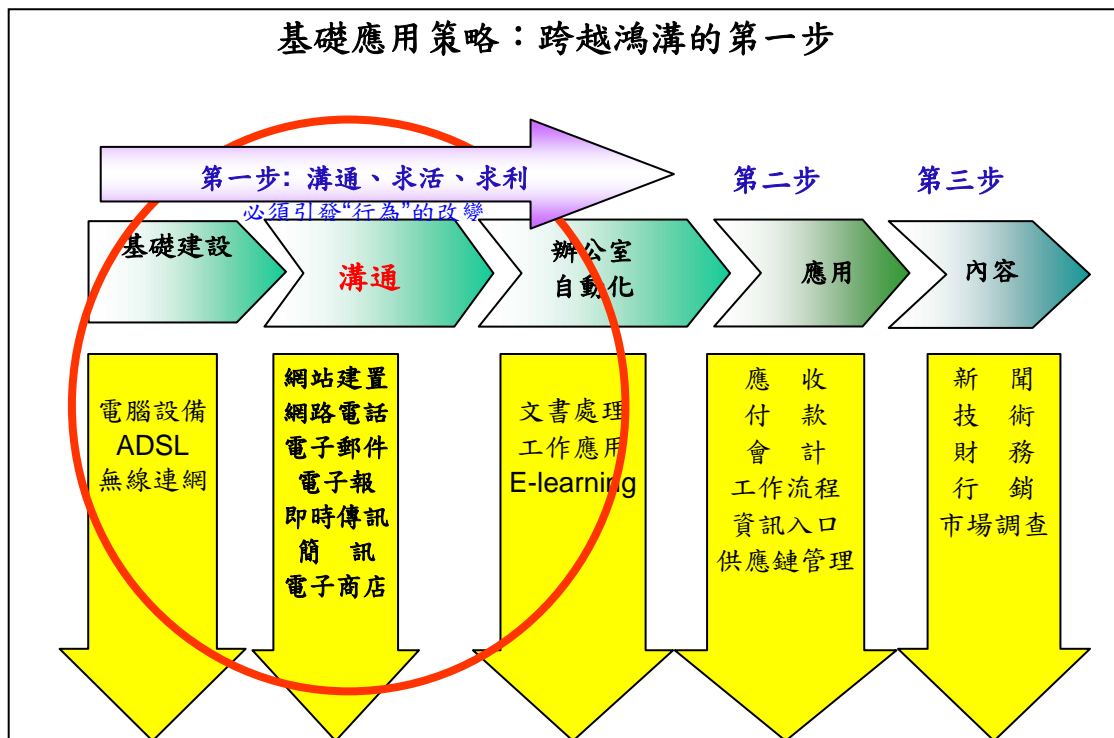 基礎應用策略：跨越鴻溝的第一步
第一步: 溝通、求活、求利
必須引發“行為”的改變
第二步
第三步
基礎建設
溝通
辦公室
自動化
應用
內容
電腦設備
ADSL
無線連網
網站建置
網路電話
電子郵件
電子報
即時傳訊
簡 訊
電子商店
文書處理
工作應用
E-learning
應 收
付 款
會 計
工作流程
資訊入口
供應鏈管理
新 聞
技 術
財 務
行 銷
市場調查